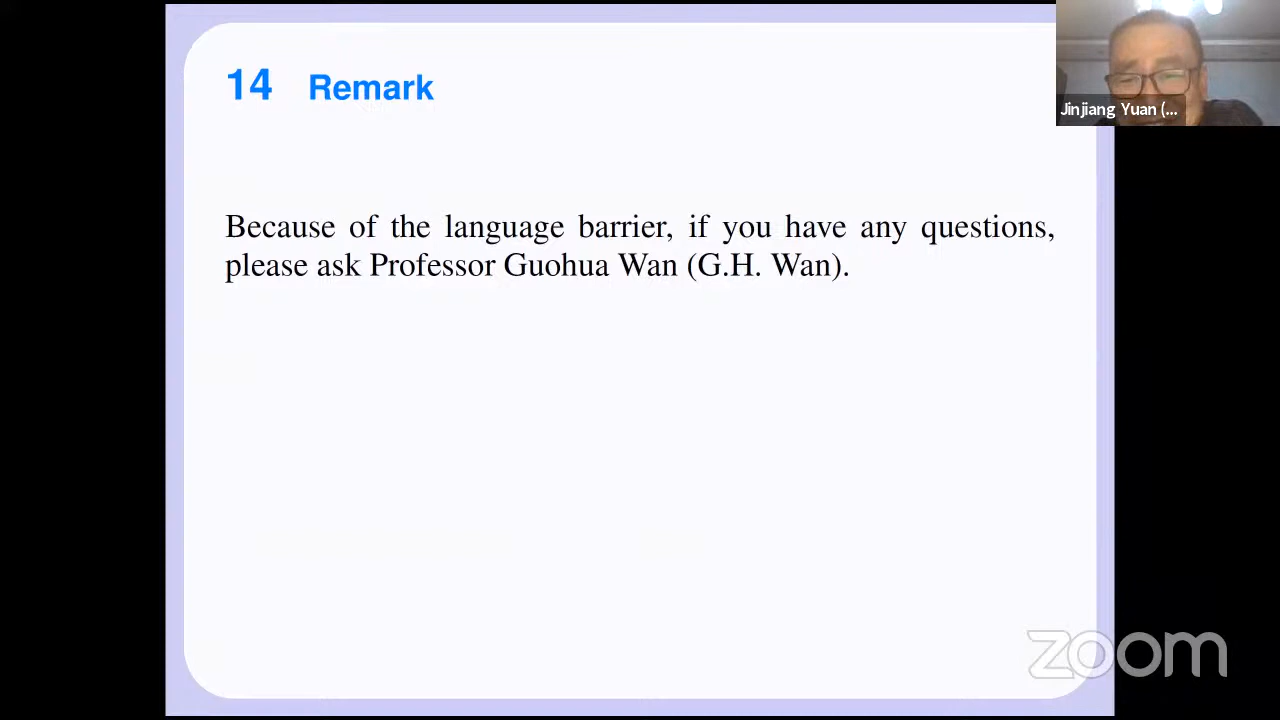 14 Remark
Jinjiang Yuan (...
Because of the language barrier, if you have any questions,
please ask Professor Guohua Wan (G.H. Wan).
zoom